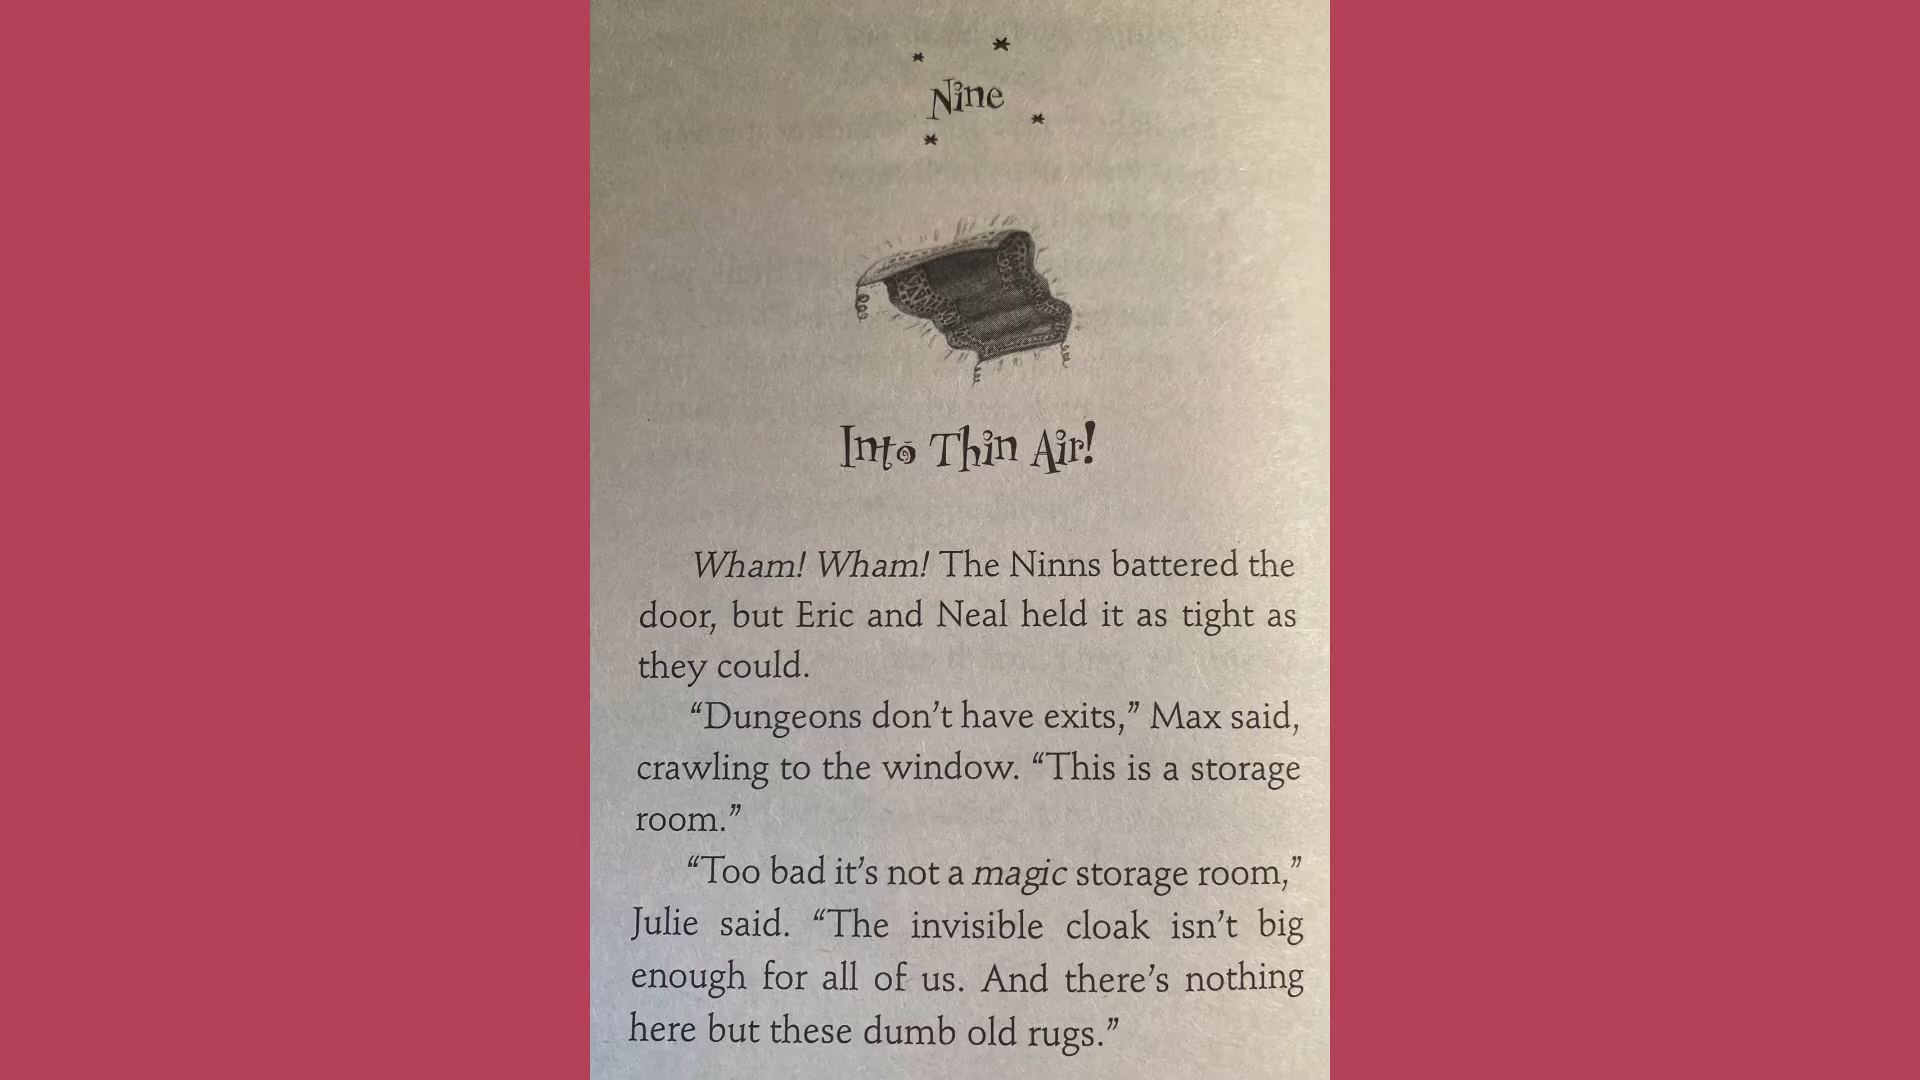 Nine
Into Thin Air!
Wham! Wham! The Ninns battered the
door, but Eric and Neal held it as tight as
they could.
“Dungeons don’t have exits,” Max said,
crawling to the window. “This is a storage
room.”
“Too bad it’s not a magic storage room,”
Julie said. “The invisible cloak isn’t big
enough for all of us. And there’s nothing
here but these dumb old rugs.”